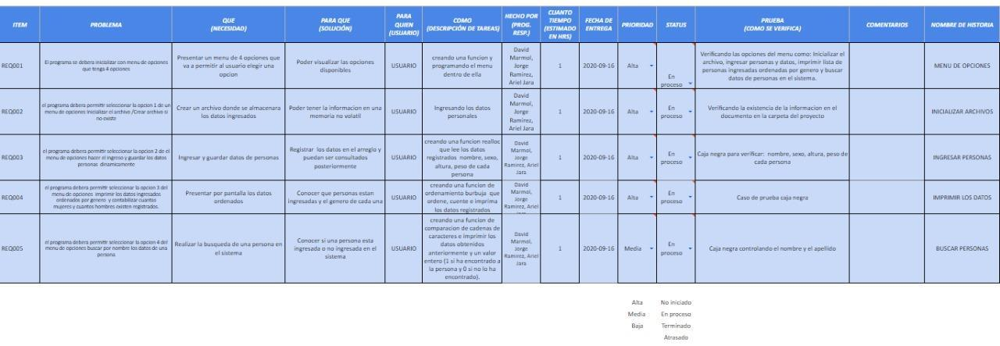 ITEM
PROBLEMA
QUE
(NECESIDAD)
PARA QUE
(SOLUCIÓN)
PARA
QUIEN
(USUARIO)
COMO
(DESCRIPCIÓN DE TAREAS)
HECHO POR
(PROG.
RESP.)
CUANTO
TIEMPO
(ESTIMADO
EN HRS)
FECHA DE
ENTREGA
PRIORIDAD
STATUS
PRUEBA
(COMO SE VERIFICA)
COMENTARIOS
NOMBRE DE HISTORIA
REQ001
El programa se debera inicializar con menu de opciones
que tenga 4 opciones
Presentar un menu de 4 opciones que
va a permitir al usuario elegir una
opcion
Poder visualizar las opciones
disponibles
USUARIO
creando una funcion y
programando el menu
dentro de ella
David
Marmol,
Jorge
Ramirez,
Ariel Jara
1
2020-09-16
Alta
En
proceso
Verificando las opciones del menu como: Inicializar el
archivo, ingresar personas y datos, imprimir lista de
personas ingresadas ordenadas por genero y buscar
datos de personas en el sistema.
MENU DE OPCIONES
REQ002
el programa debera permitir seleccionar la opcion 1 de un
menu de opciones Inicializar el archivo /Crear archivo si
no existe
Crear un archivo donde se almacenara
los datos ingresados
Poder tener la informacion en una
memoria no volatil
USUARIO
Ingresando los datos
personales
David
Marmol,
Jorge
Ramirez,
Ariel Jara
1
2020-09-16
Alta
En
proceso
Verificando la existencia de la informacion en el
documento en la carpeta del proyecto
INICIALIZAR ARCHIVOS
REQ003
el programa debera permitir seleccionar la opcion 2 de el
menu de opciones hacer el ingreso y guardar los datos
personas dinamicamente
Ingresar y guardar datos de personas
Registrar los datos en el arreglo y
puedan ser consultados
posteriormente
USUARIO
creando una funcion realloc
que lee los datos
registrados nombre, sexo,
altura, peso de cada
persona
David
Marmol,
Jorge
Ramirez, Ariel
Jara
1
2020-09-16
Alta
En
proceso
Caja negra para verificar: nombre, sexo, altura, peso de
cada persona
INGRESAR PERSONAS
REQ004
el programa debera permitir seleccionar la opcion 3 del
menu de opciones imprimir los datos ingresados
ordenados por genero y contabilizar cuantas
mujeres y cuantos hombres existen registrados.
Presentar por pantalla los datos
ordenados
Conocer que personas estan
ingresadas y el genero de cada una
USUARIO
creando una funcion de
ordenamiento burbuja que
ordene, cuente e imprima
los datos registrados
David
Marmol,
Jorge
Ramirez, Ariel
1
2020-09-16
Alta
En
proceso
Caso de prueba caja negra
IMPRIMIR LOS DATOS
REQ005
el programa debera permitir seleccionar la opcion 4 del
menu de opciones buscar por nombre los datos de una
persona
Realizar la busqueda de una persona en
el sistema
Conocer si una persona esta
ingresada o no ingresada en el
sistema
USUARIO
creando una funcion de
comparacion de cadenas de
caracteres e imprimir los
datos obtenidos
anteriormente y un valor
entero (1 si ha encontrado a
la persona y 0 si no lo ha
encontrado).
David
Marmol,
Jorge
Ramirez, Ariel
Jara
1
2020-09-16
Media
En
proceso
Caja negra controlando el nombre y el apellido
BUSCAR PERSONAS
Alta
No iniciado
Media
En proceso
Baja
Terminado
Atrasado